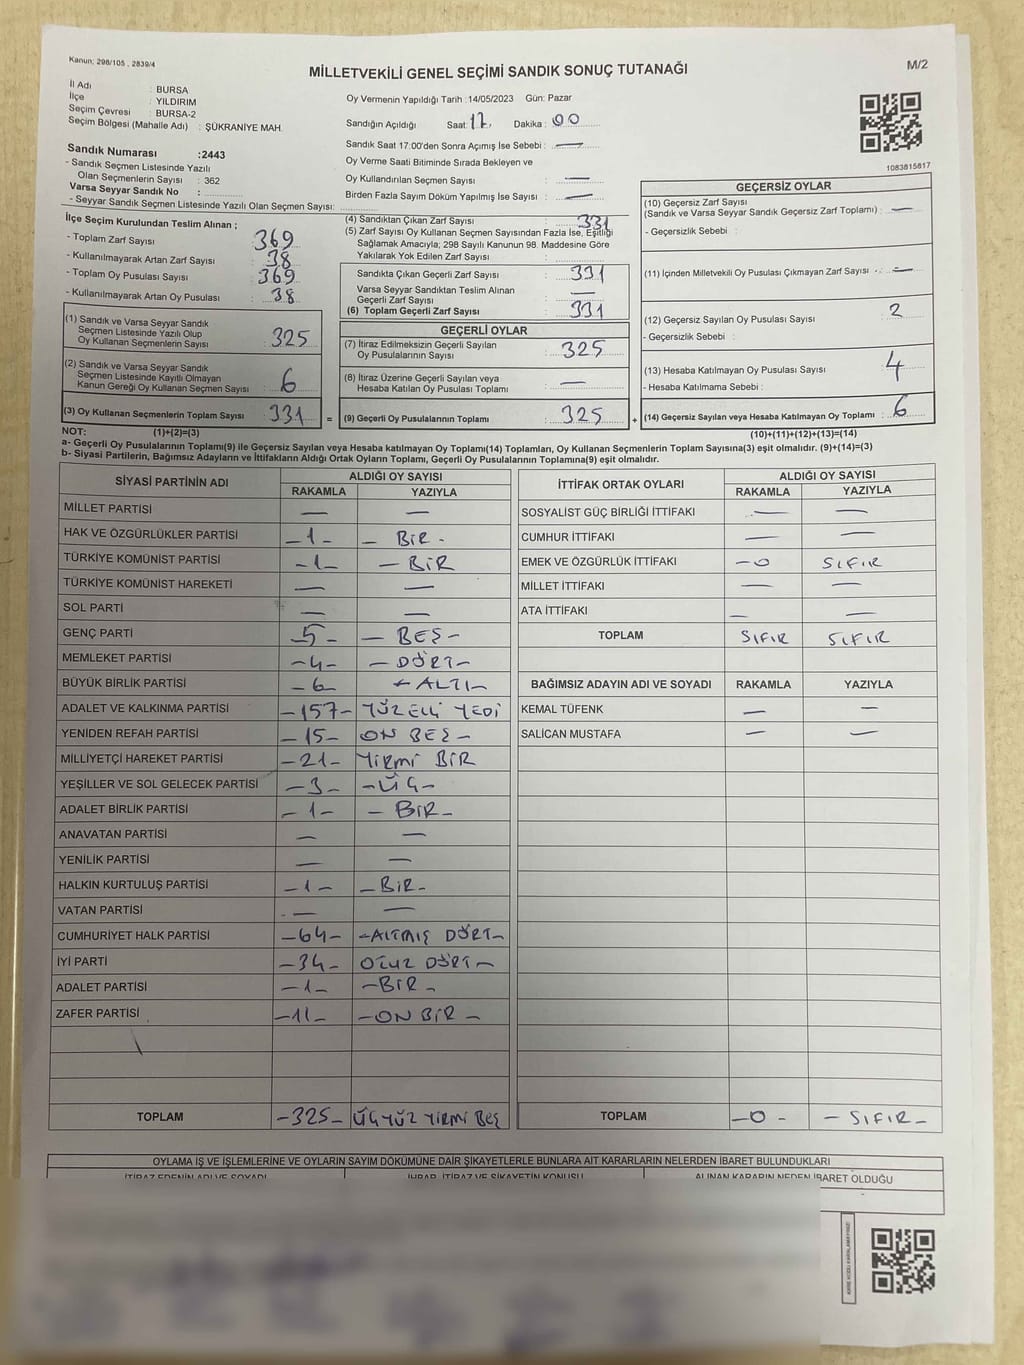 Kanun: 298/105 , 2839/4
MİLLETVEKİLİ GENEL SEÇİMİ SANDIK SONUÇ TUTANAĞI
M/2
İl Adı : BURSA
İlçe : YILDIRIM
Seçim Çevresi : BURSA-2
Seçim Bölgesi (Mahalle Adı) : ŞÜKRANİYE MAH.
Oy Vermenin Yapıldığı Tarih :14/05/2023 Gün: Pazar
Sandığın Açıldığı Saat: 17. Dakika : 00
Sandık Saat 17:00'den Sonra Açımış İse Sebebi : —
Oy Verme Saati Bitiminde Sırada Bekleyen ve
Oy Kullandırılan Seçmen Sayısı : —
Birden Fazla Sayım Döküm Yapılmış İse Sayısı : —
1083815817
Sandık Numarası :2443
- Sandık Seçmen Listesinde Yazılı
Olan Seçmenlerin Sayısı : 362
Varsa Seyyar Sandık No :
- Seyyar Sandık Seçmen Listesinde Yazılı Olan Seçmen Sayısı:
İlçe Seçim Kurulundan Teslim Alınan ;
- Toplam Zarf Sayısı : 369
- Kullanılmayarak Artan Zarf Sayısı : 38
- Toplam Oy Pusulası Sayısı : 369
- Kullanılmayarak Artan Oy Pusulası : 38
(1) Sandık ve Varsa Seyyar Sandık
Seçmen Listesinde Yazılı Olup
Oy Kullanan Seçmenlerin Sayısı : 325
(2) Sandık ve Varsa Seyyar Sandık
Seçmen Listesinde Kayıtlı Olmayan
Kanun Gereği Oy Kullanan Seçmen Sayısı : 6
(3) Oy Kullanan Seçmenlerin Toplam Sayısı 331 =
(4) Sandıktan Çıkan Zarf Sayısı : 331
(5) Zarf Sayısı Oy Kullanan Seçmen Sayısından Fazla İse, Eşitliği
Sağlamak Amacıyla; 298 Sayılı Kanunun 98. Maddesine Göre
Yakılarak Yok Edilen Zarf Sayısı :
Sandıkta Çıkan Geçerli Zarf Sayısı : 331
Varsa Seyyar Sandıktan Teslim Alınan
Geçerli Zarf Sayısı : —
(6) Toplam Geçerli Zarf Sayısı : 331
GEÇERLİ OYLAR
(7) İtiraz Edilmeksizin Geçerli Sayılan
Oy Pusulalarının Sayısı : 325
(8) İtiraz Üzerine Geçerli Sayılan veya
Hesaba Katılan Oy Pusulası Toplamı : —
(9) Geçerli Oy Pusulalarının Toplamı : 325 +
GEÇERSİZ OYLAR
(10) Geçersiz Zarf Sayısı
(Sandık ve Varsa Seyyar Sandık Geçersiz Zarf Toplamı) : —
- Geçersizlik Sebebi :
(11) İçinden Milletvekili Oy Pusulası Çıkmayan Zarf Sayısı : —
(12) Geçersiz Sayılan Oy Pusulası Sayısı : 2
- Geçersizlik Sebebi :
(13) Hesaba Katılmayan Oy Pusulası Sayısı : 4
- Hesaba Katılmama Sebebi :
(14) Geçersiz Sayılan veya Hesaba Katılmayan Oy Toplamı : 6
NOT: (1)+(2)=(3)
(10)+(11)+(12)+(13)=(14)
a- Geçerli Oy Pusulalarının Toplamı(9) ile Geçersiz Sayılan veya Hesaba katılmayan Oy Toplamı(14) Toplamları, Oy Kullanan Seçmenlerin Toplam Sayısına(3) eşit olmalıdır. (9)+(14)=(3)
b- Siyasi Partilerin, Bağımsız Adayların ve İttifakların Aldığı Ortak Oyların Toplamı, Geçerli Oy Pusulalarının Toplamına(9) eşit olmalıdır.
SİYASİ PARTİNİN ADI ALDIĞI OY SAYISI
RAKAMLA YAZIYLA
MİLLET PARTİSİ — —
HAK VE ÖZGÜRLÜKLER PARTİSİ -1- - BİR -
TÜRKİYE KOMÜNİST PARTİSİ -1- - BİR
TÜRKİYE KOMÜNİST HAREKETİ — —
SOL PARTİ — —
GENÇ PARTİ -5- - BEŞ -
MEMLEKET PARTİSİ -4- - DÖRT -
BÜYÜK BİRLİK PARTİSİ -6- - ALTI -
ADALET VE KALKINMA PARTİSİ -157- YÜZELLİ YEDİ
YENİDEN REFAH PARTİSİ -15- ON BEŞ -
MİLLİYETÇİ HAREKET PARTİSİ -21- YİRMİ BİR
YEŞİLLER VE SOL GELECEK PARTİSİ -3- -ÜÇ-
ADALET BİRLİK PARTİSİ -1- - BİR -
ANAVATAN PARTİSİ — —
YENİLİK PARTİSİ — —
HALKIN KURTULUŞ PARTİSİ -1- -BİR-
VATAN PARTİSİ — —
CUMHURİYET HALK PARTİSİ -64- -ALTMIŞ DÖRT-
İYİ PARTİ -34- OTUZ DÖRT-
ADALET PARTİSİ -1- -BİR -
ZAFER PARTİSİ -11- -ON BİR -
TOPLAM -325- ÜÇYÜZ YİRMİ BEŞ
İTTİFAK ORTAK OYLARI ALDIĞI OY SAYISI
RAKAMLA YAZIYLA
SOSYALİST GÜÇ BİRLİĞİ İTTİFAKI — —
CUMHUR İTTİFAKI — —
EMEK VE ÖZGÜRLÜK İTTİFAKI -0 SIFIR
MİLLET İTTİFAKI — —
ATA İTTİFAKI — —
TOPLAM SIFIR SIFIR
BAĞIMSIZ ADAYIN ADI VE SOYADI RAKAMLA YAZIYLA
KEMAL TÜFENK — —
SALİCAN MUSTAFA — —
TOPLAM -0- - SIFIR -
OYLAMA İŞ VE İŞLEMLERİNE VE OYLARIN SAYIM DÖKÜMÜNE DAİR ŞİKAYETLERLE BUNLARA AİT KARARLARIN NELERDEN İBARET BULUNDUKLARI
İTİRAZ EDENİN ADI VE SOYADI İHBAR, İTİRAZ VE ŞİKAYETİN KONUSU ALINAN KARARIN NEDEN İBARET OLDUĞU